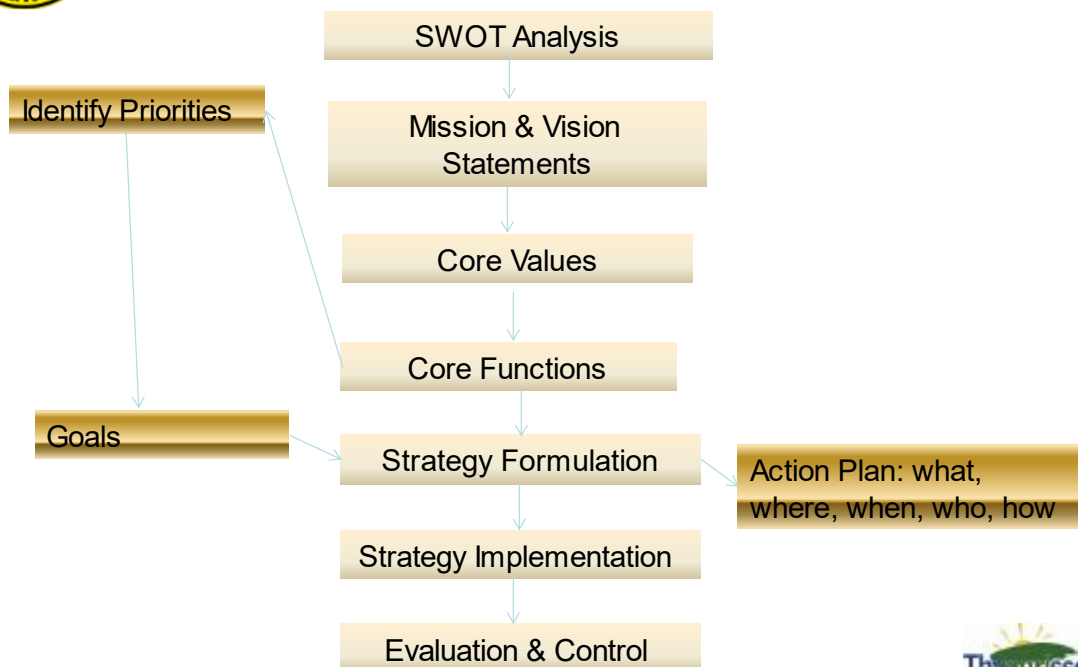 SWOT Analysis
Identify Priorities
Mission & Vision
Statements
Core Values
Core Functions
Goals
Strategy Formulation
Action Plan: what,
where, when, who, how
Strategy Implementation
Evaluation & Control